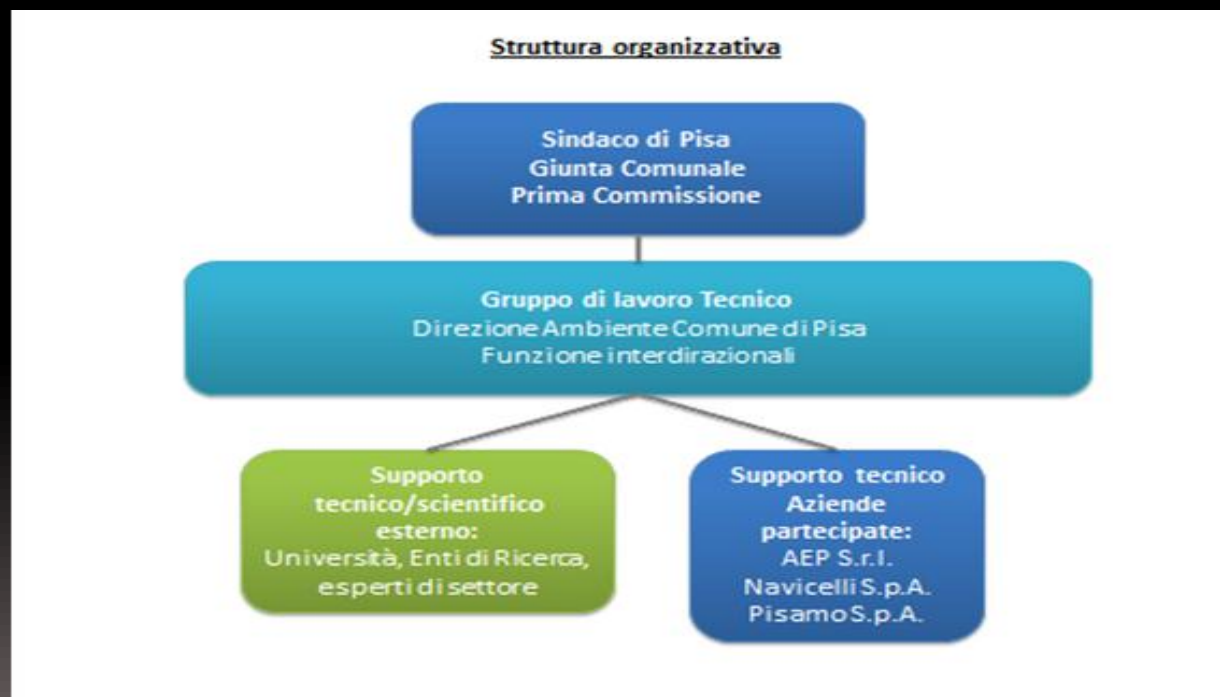 Struttura organizzativa
Sindaco di Pisa
Giunta Comunale
Prima Commissione
Gruppo di lavoro Tecnico
Direzione Ambiente Comune di Pisa
Funzione interdirazionali
Supporto
tecnico/scientifico
esterno:
Università, Enti di Ricerca,
esperti di settore
Supporto tecnico
Aziende
partecipate:
AEP S.r.l.
Navicelli S.p.A.
Pisamo S.p.A.